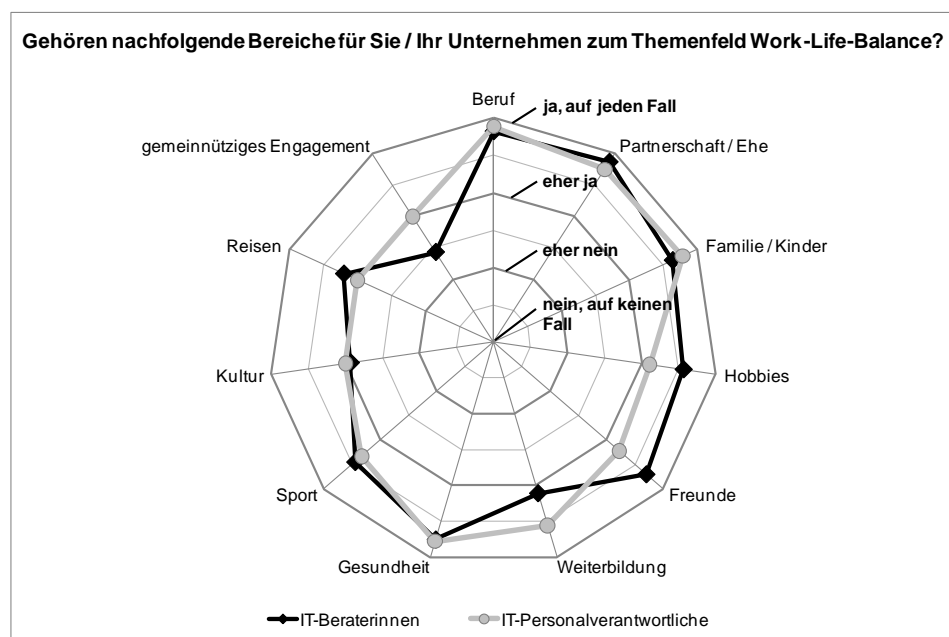 Gehören nachfolgende Bereiche für Sie / Ihr Unternehmen zum Themenfeld Work-Life-Balance?
Beruf
ja, auf jeden Fall
gemeinnütziges Engagement
Partnerschaft / Ehe
eher ja
Reisen
eher nein
Familie / Kinder
nein, auf keinen
Fall
Kultur
Hobbies
Sport
Freunde
Gesundheit
Weiterbildung
IT-Beraterinnen
IT-Personalverantwortliche